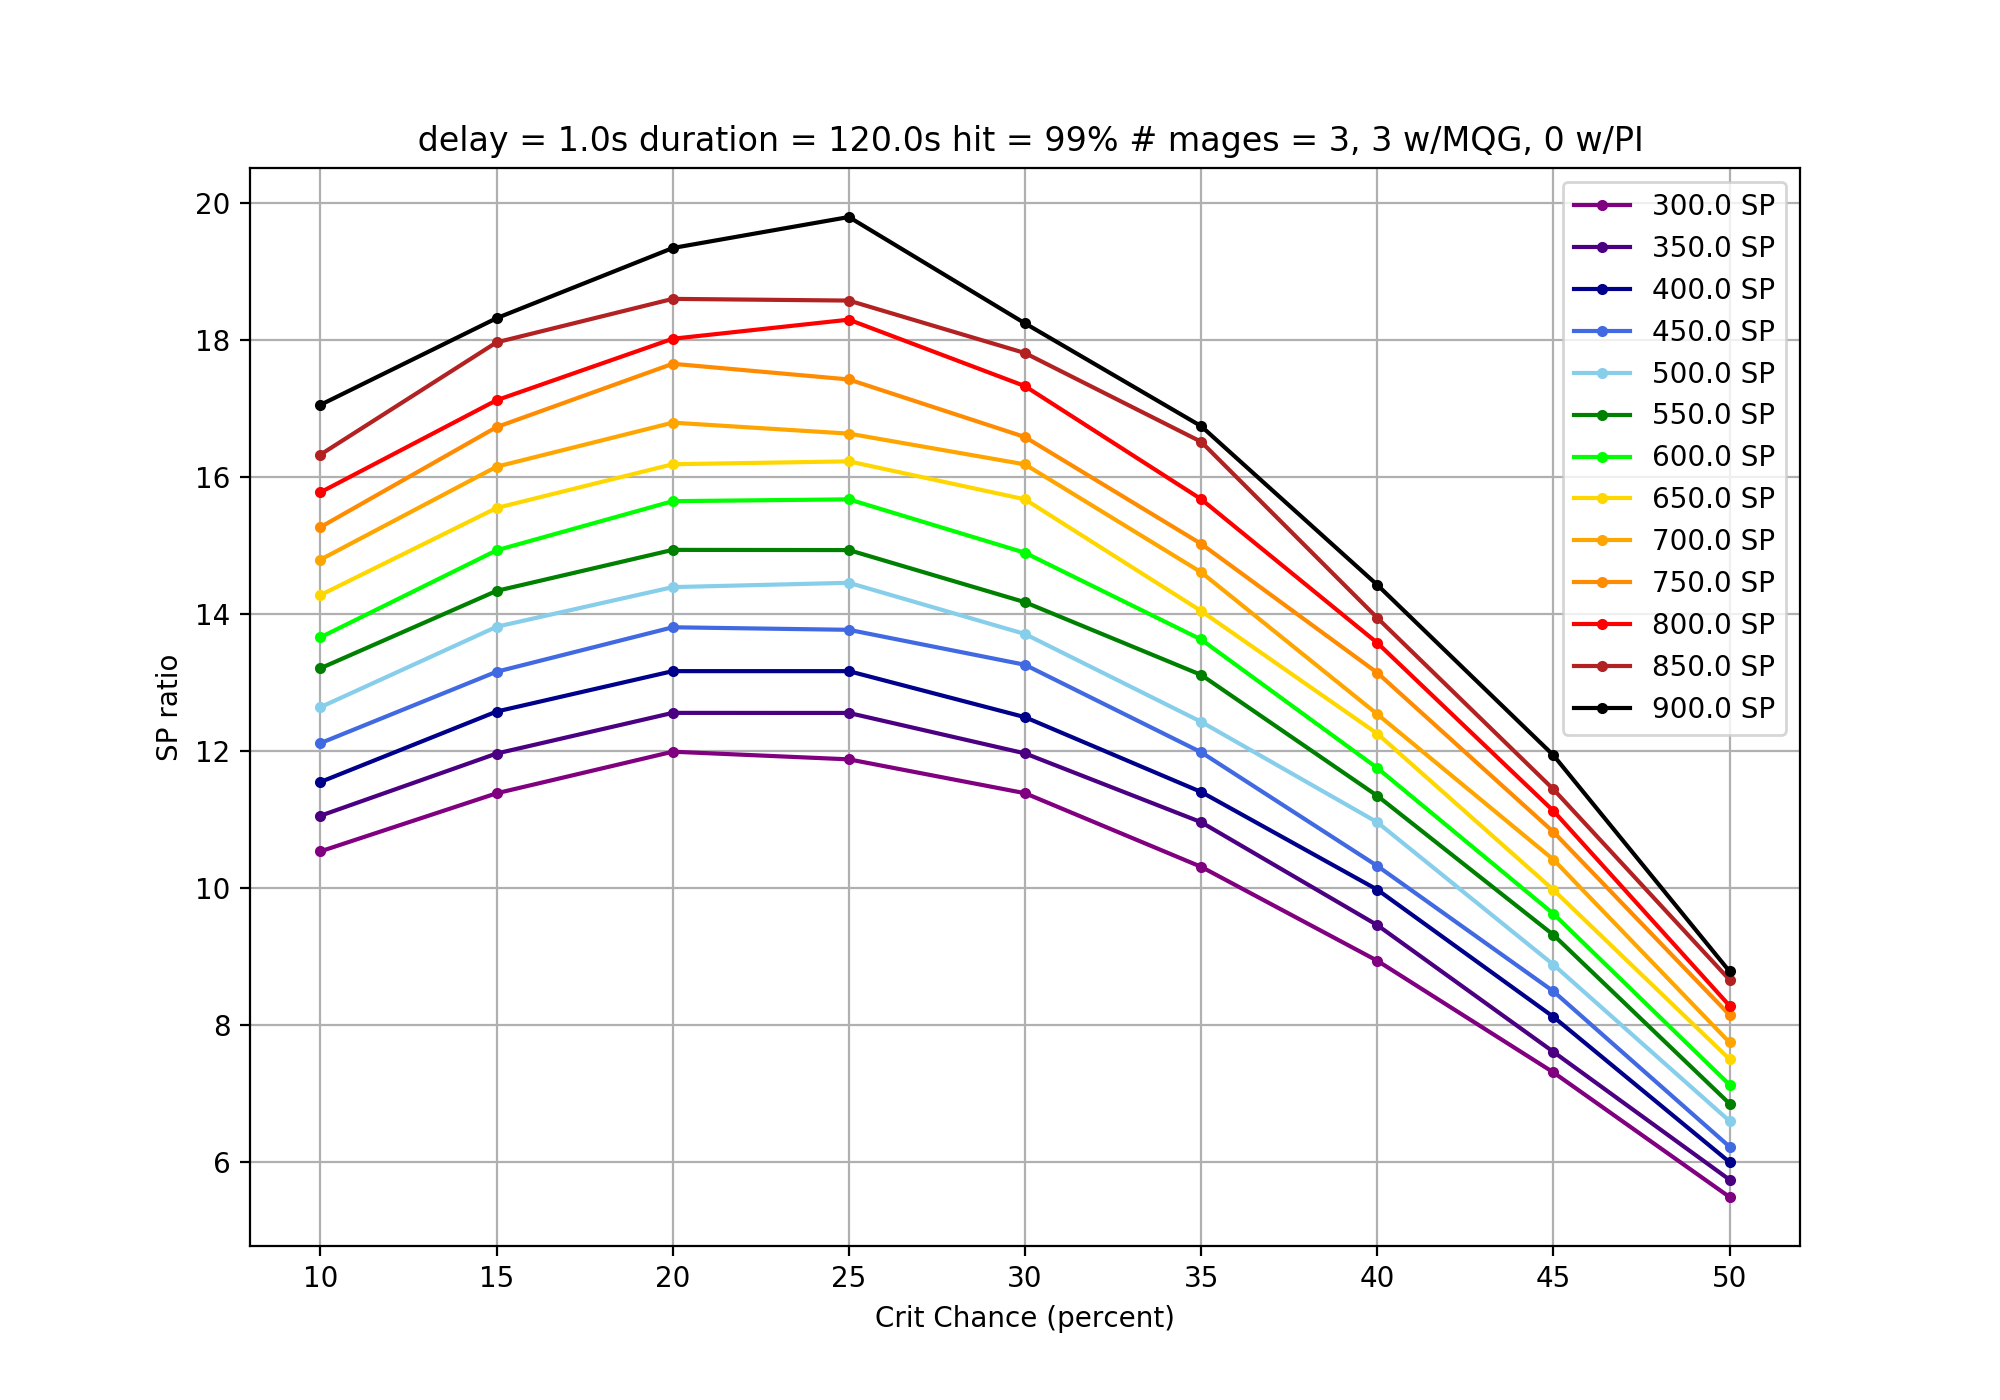 delay = 1.0s duration = 120.0s hit = 99% # mages = 3, 3 w/MQG, 0 w/PI
SP ratio
20
18
16
14
12
10
8
6
300.0 SP
350.0 SP
400.0 SP
450.0 SP
500.0 SP
550.0 SP
600.0 SP
650.0 SP
700.0 SP
750.0 SP
800.0 SP
850.0 SP
900.0 SP
10 15 20 25 30 35 40 45 50
Crit Chance (percent)